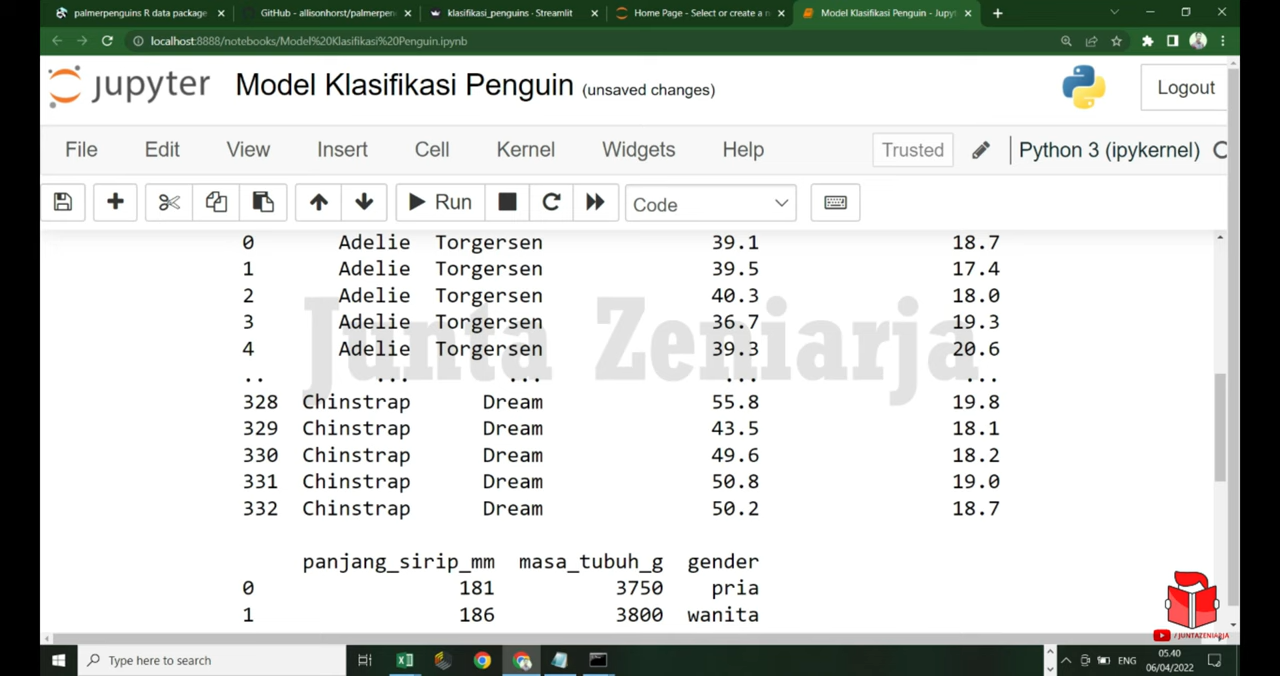 palmerpenguins R data package
GitHub - allisonhorst/palmerpen
klasifikasi_penguins · Streamlit
Home Page - Select or create a n
Model Klasifikasi Penguin - Jupyt
localhost:8888/notebooks/Model%20Klasifikasi%20Penguin.ipynb
jupyter Model Klasifikasi Penguin (unsaved changes) Logout
File Edit View Insert Cell Kernel Widgets Help Trusted Python 3 (ipykernel)
Run Code
0 Adelie Torgersen 39.1 18.7
1 Adelie Torgersen 39.5 17.4
2 Adelie Torgersen 40.3 18.0
3 Adelie Torgersen 36.7 19.3
4 Adelie Torgersen 39.3 20.6
.. ... ... ... ...
328 Chinstrap Dream 55.8 19.8
329 Chinstrap Dream 43.5 18.1
330 Chinstrap Dream 49.6 18.2
331 Chinstrap Dream 50.8 19.0
332 Chinstrap Dream 50.2 18.7
Junta Zeniarja
panjang_sirip_mm masa_tubuh_g gender
0 181 3750 pria
1 186 3800 wanita
/JUNTAZENIARJA
Type here to search
ENG
05.40
06/04/2022